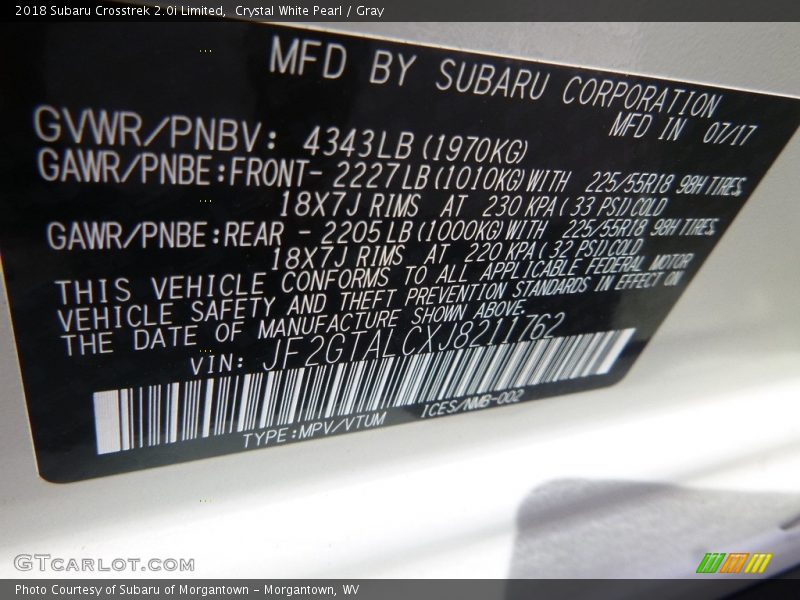 2018 Subaru Crosstrek 2.0i Limited,  Crystal White Pearl / Gray
MFD BY SUBARU CORPORATION
MFD IN 07/17
GVWR/PNBV: 4343LB (1970KG)
GAWR/PNBE:FRONT- 2227LB (1010KG) WITH 225/55R18 98H TIRES,
18X7J RIMS AT 230 KPA ( 33 PSI) COLD
GAWR/PNBE:REAR - 2205 LB (1000KG) WITH 225/55R18 98H TIRES,
18X7J RIMS AT 220 KPA ( 32 PSI) COLD
THIS VEHICLE CONFORMS TO ALL APPLICABLE FEDERAL MOTOR
VEHICLE SAFETY AND THEFT PREVENTION STANDARDS IN EFFECT ON
THE DATE OF MANUFACTURE SHOWN ABOVE.
VIN: JF2GTALCXJ8211762
TYPE:MPV/VTUM ICES/NMB-002
GTCARLOT.COM
Photo Courtesy of Subaru of Morgantown - Morgantown, WV